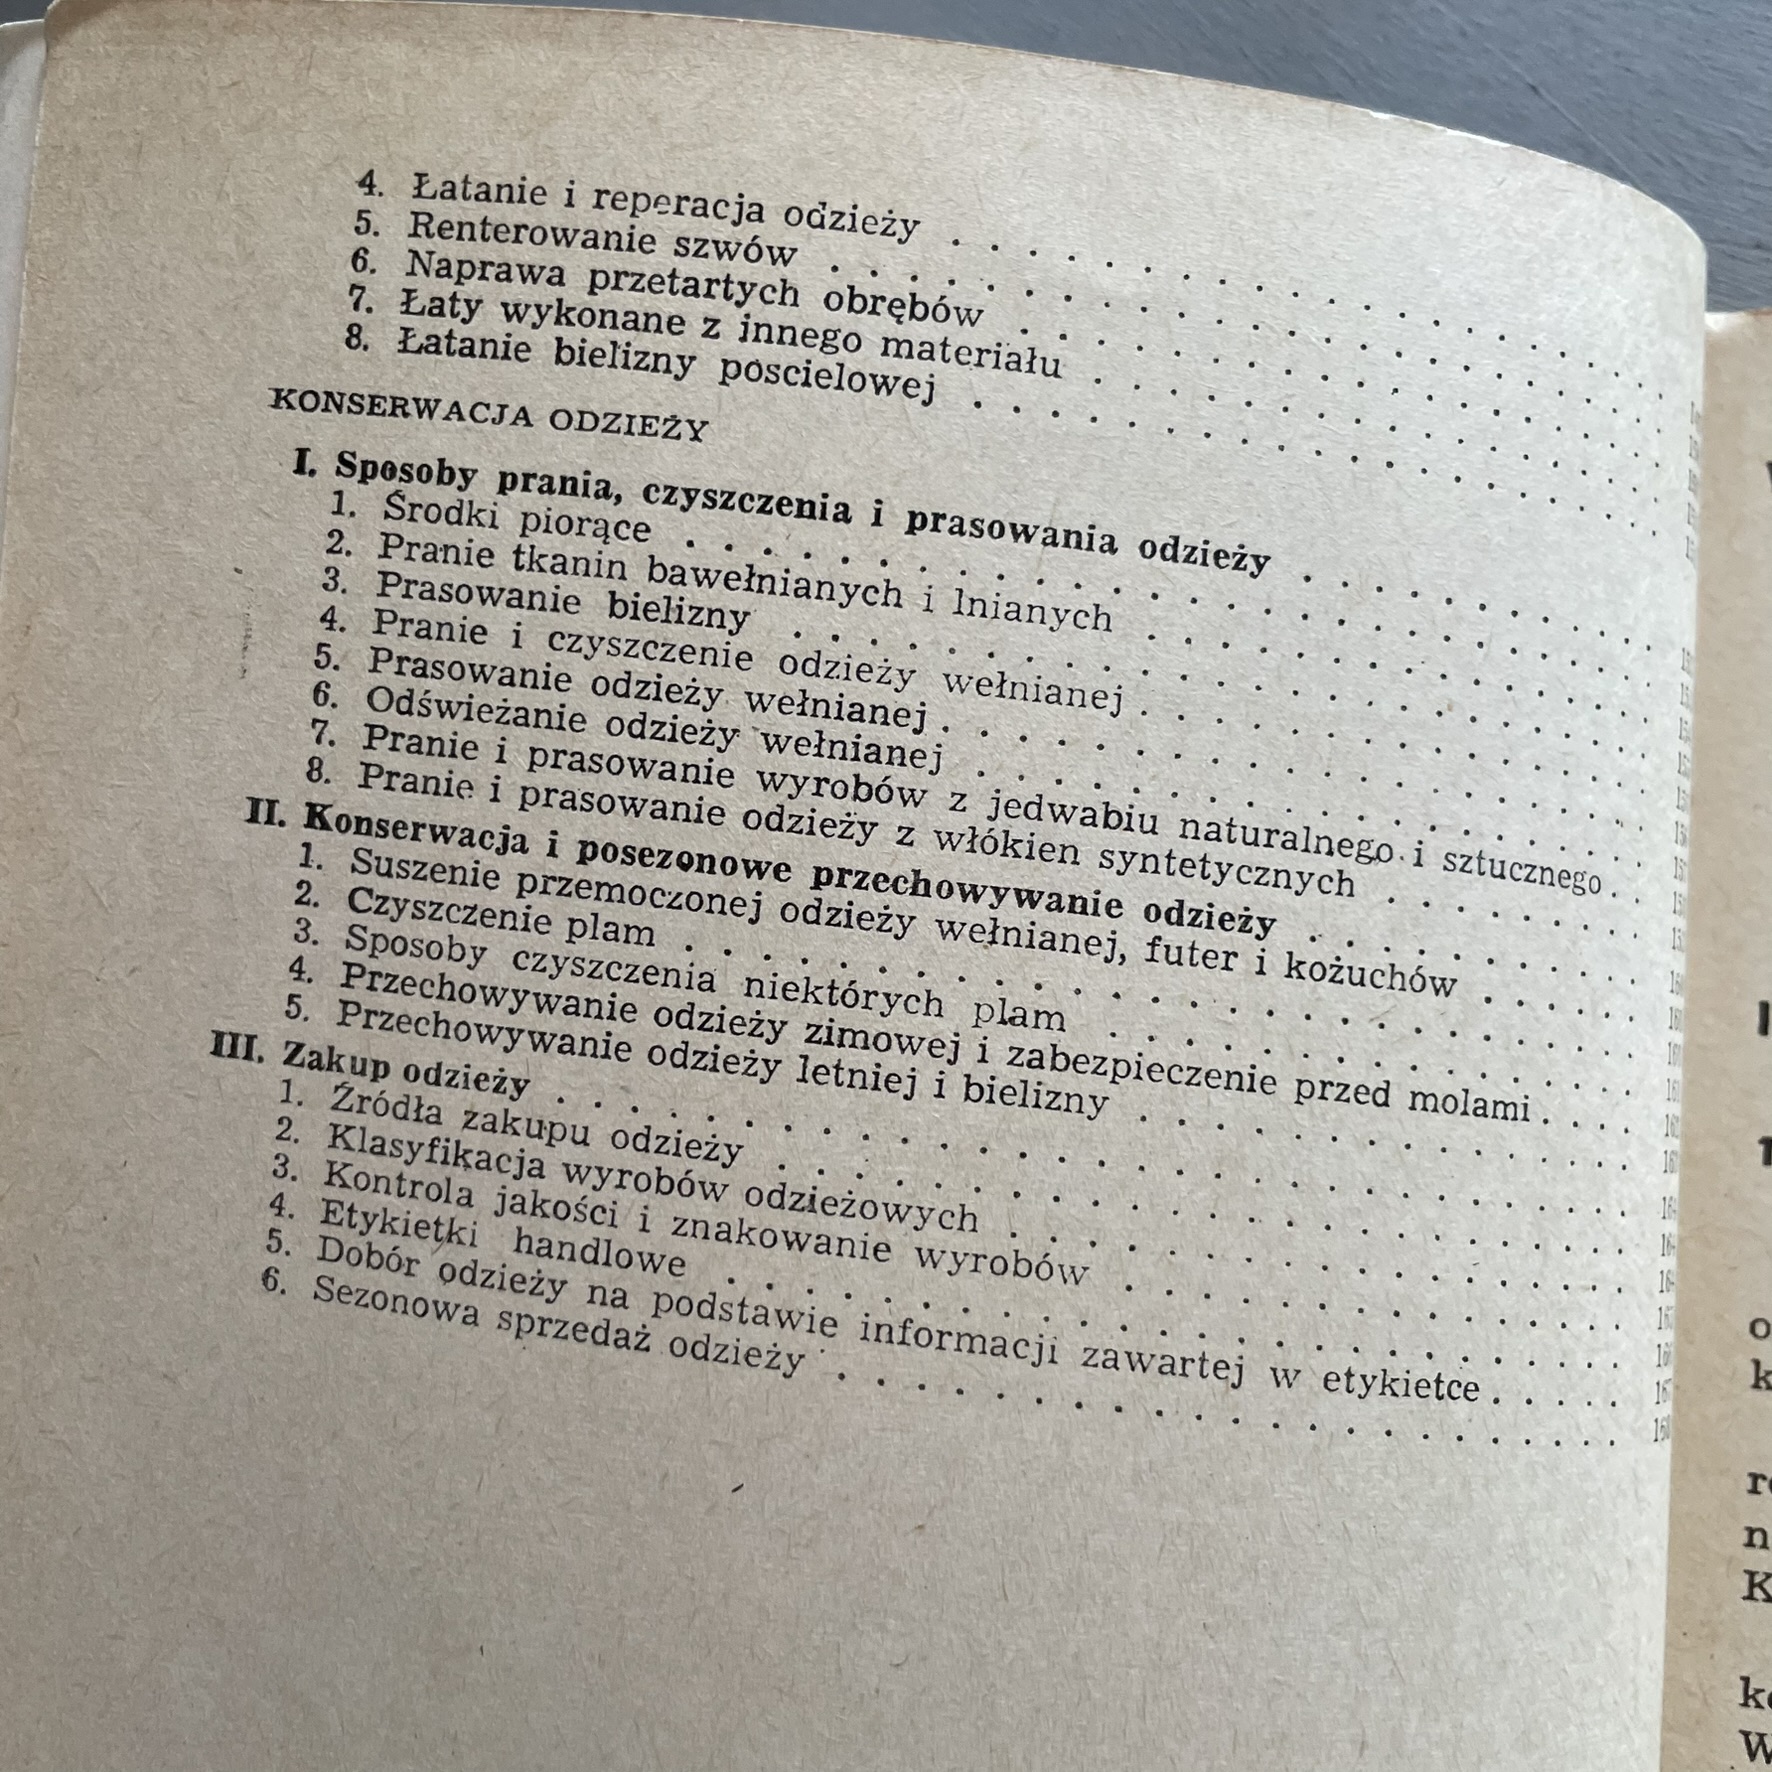 4. Łatanie i reperacja odzieży
5. Renterowanie szwów
6. Naprawa przetartych obrębów
7. Łaty wykonane z innego materiału
8. Łatanie bielizny poscielowej
KONSERWACJA ODZIEŻY
I. Sposoby prania, czyszczenia i prasowania odzieży
1. Środki piorące
2. Pranie tkanin bawełnianych i lnianych
3. Prasowanie bielizny
4. Pranie i czyszczenie odzieży wełnianej
5. Prasowanie odzieży wełnianej
6. Odświeżanie odzieży wełnianej
7. Pranie i prasowanie wyrobów z jedwabiu naturalnego i sztucznego
8. Pranie i prasowanie odzieży z włókien syntetycznych
II. Konserwacja i posezonowe przechowywanie odzieży
1. Suszenie przemoczonej odzieży wełnianej, futer i kożuchów
2. Czyszczenie plam
3. Sposoby czyszczenia niektórych plam
4. Przechowywanie odzieży zimowej i zabezpieczenie przed molami
5. Przechowywanie odzieży letniej i bielizny
III. Zakup odzieży
1. Źródła zakupu odzieży
2. Klasyfikacja wyrobów odzieżowych
3. Kontrola jakości i znakowanie wyrobów
4. Etykietki handlowe
5. Dobór odzieży na podstawie informacji zawartej w etykietce
6. Sezonowa sprzedaż odzieży